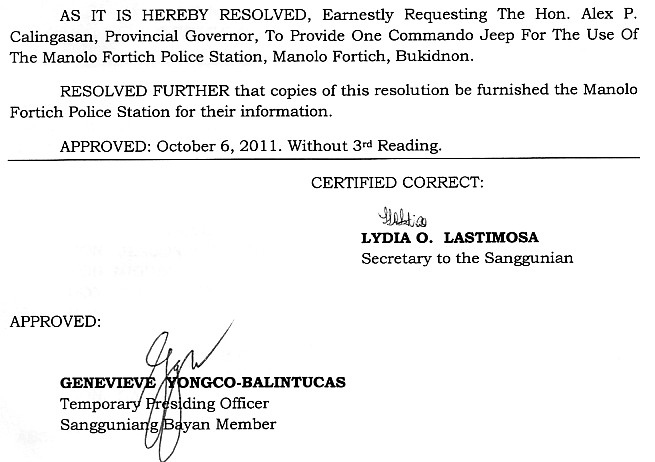 AS IT IS HEREBY RESOLVED, Earnestly Requesting The Hon. Alex P.
Calingasan, Provincial Governor, To Provide One Commando Jeep For The Use Of
The Manolo Fortich Police Station, Manolo Fortich, Bukidnon.
RESOLVED FURTHER that copies of this resolution be furnished the Manolo
Fortich Police Station for their information.
APPROVED: October 6, 2011. Without 3rd Reading.
CERTIFIED CORRECT:
LYDIA O. LASTIMOSA
Secretary to the Sanggunian
APPROVED:
GENEVIEVE YONGCO-BALINTUCAS
Temporary Presiding Officer
Sangguniang Bayan Member